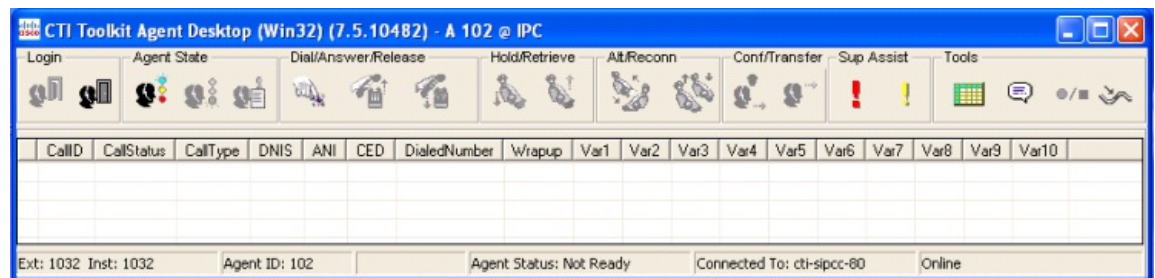 CTI Toolkit Agent Desktop (Win32) (7.5.10482) - A 102 @ IPC
Login Agent State Dial/Answer/Release Hold/Retrieve Alt/Reconn Conf/Transfer Sup Assist Tools
CallID CallStatus CallType DNIS ANI CED DialedNumber Wrapup Var1 Var2 Var3 Var4 Var5 Var6 Var7 Var8 Var9 Var10
Ext: 1032 Inst: 1032 Agent ID: 102 Agent Status: Not Ready Connected To: cti-sipcc-80 Online